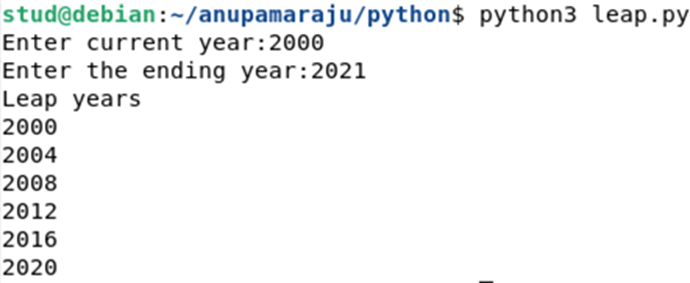 stud@debian:~/anupamaraju/python$ python3 leap.py
Enter current year:2000
Enter the ending year:2021
Leap years
2000
2004
2008
2012
2016
2020